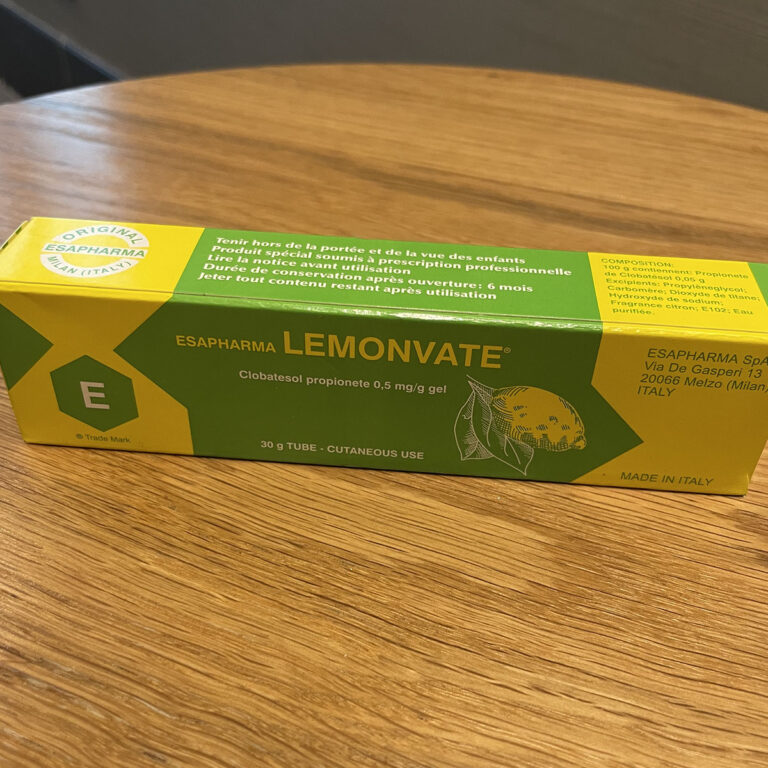 ORIGINAL
ESAPHARMA
MILAN (ITALY)
Tenir hors de la portée et de la vue des enfants
Produit spécial soumis à prescription professionnelle
Lire la notice avant utilisation
Durée de conservation après ouverture: 6 mois
Jeter tout contenu restant après utilisation
COMPOSITION:
100 g contiennent: Propionete
de Clobatésol 0,05 g
Excipients: Propylèneglycol;
Carbomère; Dioxyde de titane;
Hydroxyde de sodium;
Fragrance citron; E102; Eau
purifiée.
E
® Trade Mark
ESAPHARMA LEMONVATE®
Clobatesol propionete 0,5 mg/g gel
30 g TUBE - CUTANEOUS USE
ESAPHARMA SpA
Via De Gasperi 13
20066 Melzo (Milan)
ITALY
MADE IN ITALY